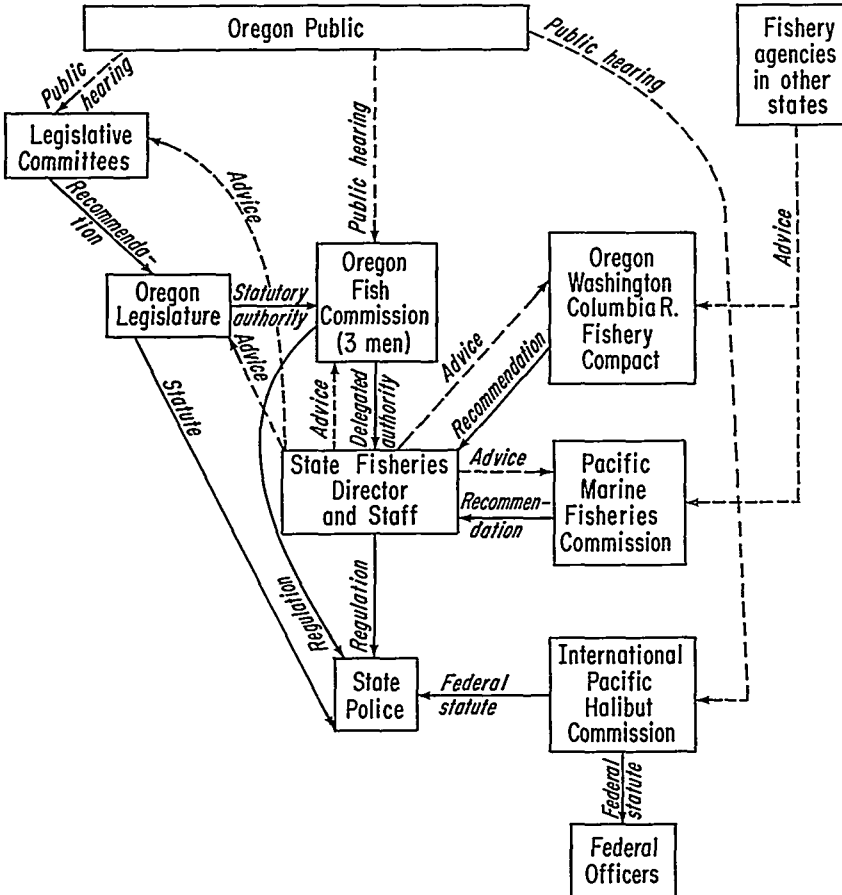 Oregon Public
Fishery
agencies
in other
states
Public
hearing
Public hearing
Public hearing
Legislative
Committees
Advice
Advice
Recommenda-
tion
Oregon
Legislature
Statutory
authority
Oregon
Fish
Commission
(3 men)
Oregon
Washington
Columbia R.
Fishery
Compact
Advice
Statute
Advice
Delegated
authority
Advice
Recommendation
State Fisheries
Director
and Staff
Advice
Recommen-
dation
Pacific
Marine
Fisheries
Commission
Regulation
Regulation
State
Police
Federal
statute
International
Pacific
Halibut
Commission
Federal
statute
Federal
Officers